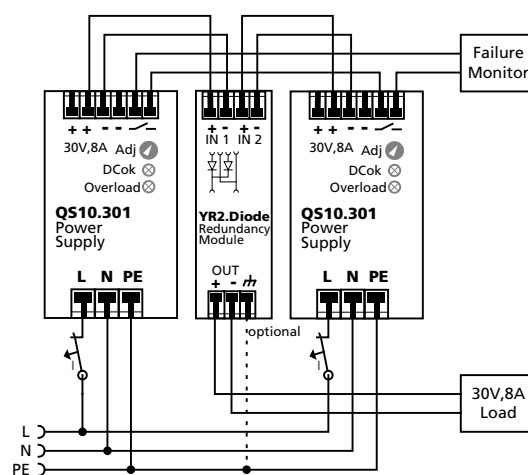 Failure
Monitor
+ + - -
30V,8A Adj
DCok
Overload
QS10.301
Power
Supply
L N PE
+ - + -
IN 1 IN 2
YR2.Diode
Redundancy
Module
OUT
+ -
optional
+ + - -
30V,8A Adj
DCok
Overload
QS10.301
Power
Supply
L N PE
30V,8A
Load
I
I
L
N
PE